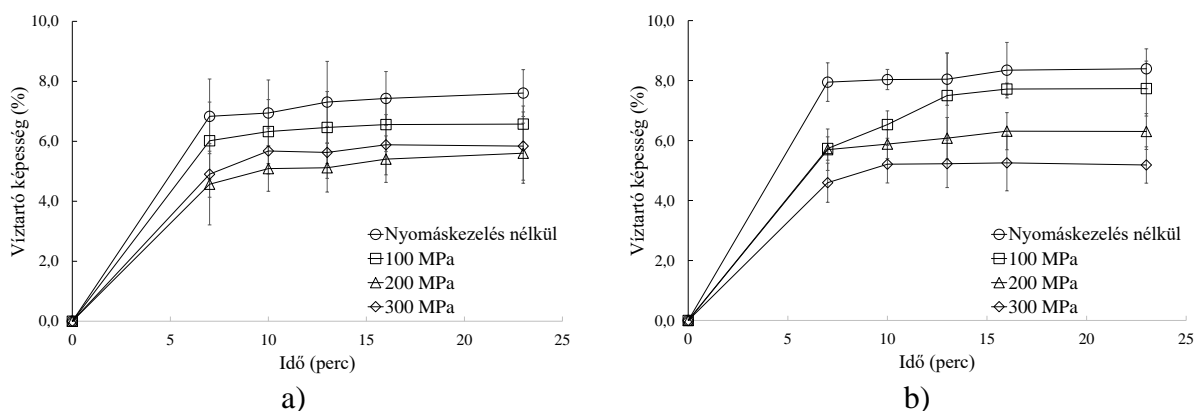 10,0
8,0
6,0
4,0
2,0
0,0
Víztartó képesség (%)
0 5 10 15 20 25
Idő (perc)
Nyomáskezelés nélkül
100 MPa
200 MPa
300 MPa
a)
10,0
8,0
6,0
4,0
2,0
0,0
Víztartó képesség (%)
0 5 10 15 20 25
Idő (perc)
Nyomáskezelés nélkül
100 MPa
200 MPa
300 MPa
b)